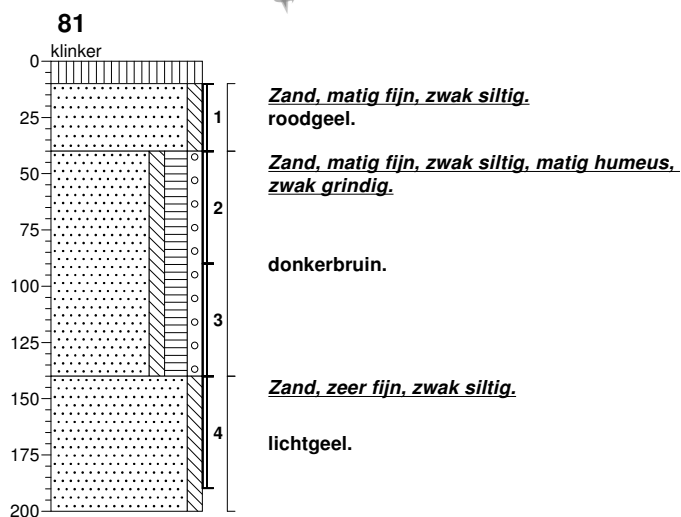 81
klinker
0
25
50
75
100
125
150
175
200
1
2
3
4
Zand, matig fijn, zwak siltig.
roodgeel.
Zand, matig fijn, zwak siltig, matig humeus,
zwak grindig.
donkerbruin.
Zand, zeer fijn, zwak siltig.
lichtgeel.